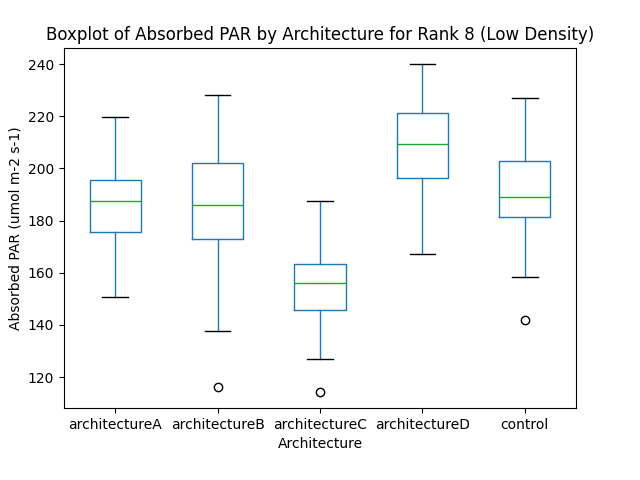 Boxplot of Absorbed PAR by Architecture for Rank 8 (Low Density)
240
220
200
180
160
140
120
Absorbed PAR (umol m-2 s-1)
architectureA architectureB architectureC architectureD control
Architecture